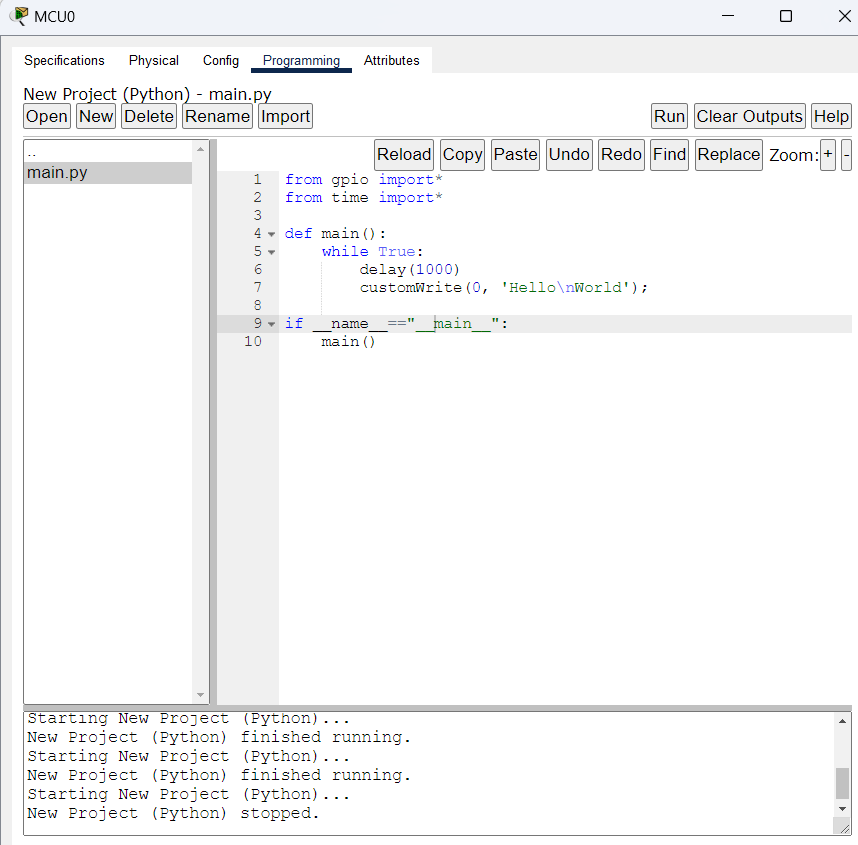 MCU0
Specifications Physical Config Programming Attributes
New Project (Python) - main.py
Open New Delete Rename Import Run Clear Outputs Help
Reload Copy Paste Undo Redo Find Replace Zoom: + -
..
main.py
1 from gpio import*
2 from time import*
3
4 def main():
5 while True:
6 delay(1000)
7 customWrite(0, 'Hello\nWorld');
8
9 if __name__=="__main__":
10 main()
Starting New Project (Python)...
New Project (Python) finished running.
Starting New Project (Python)...
New Project (Python) finished running.
Starting New Project (Python)...
New Project (Python) stopped.